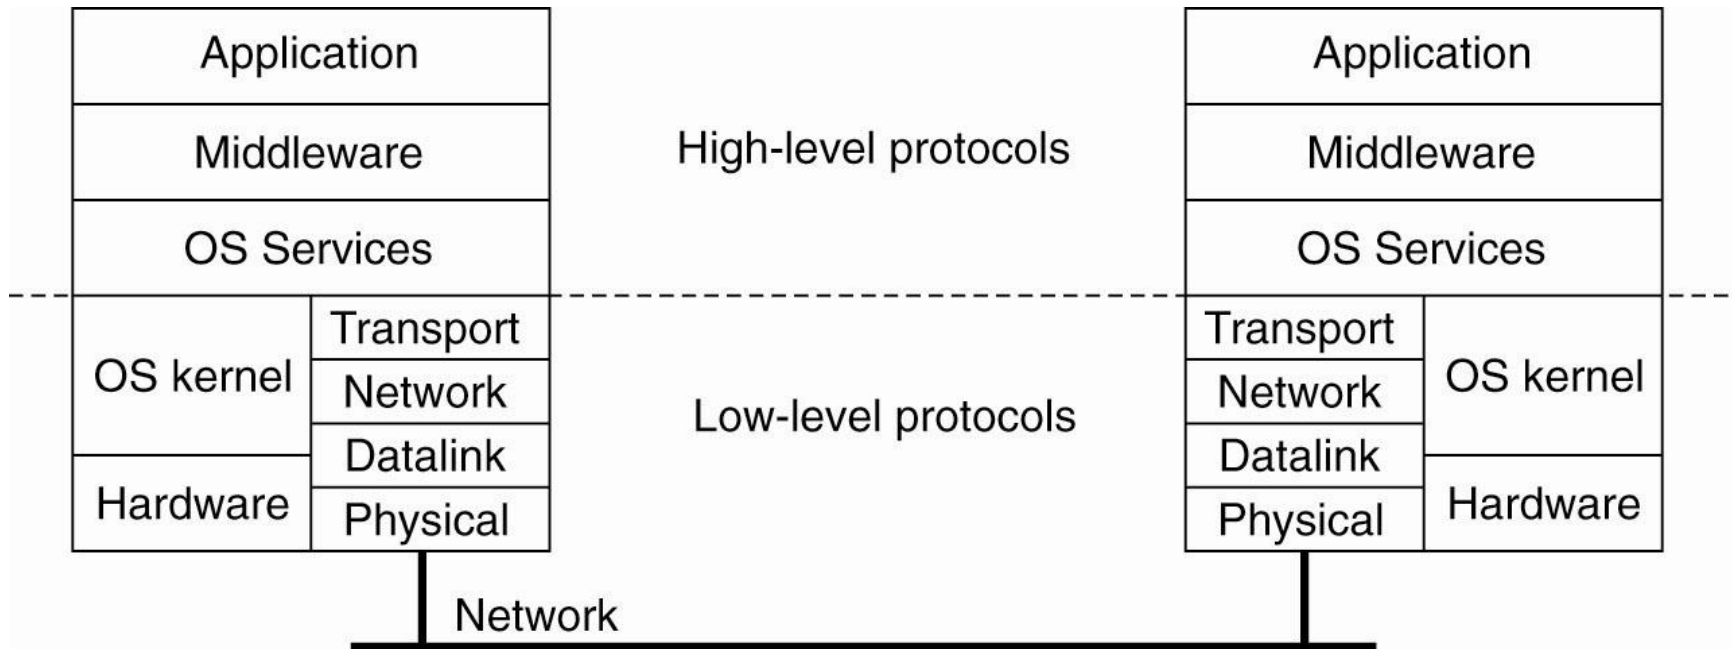 Application
Middleware
OS Services
OS kernel
Hardware
Transport
Network
Datalink
Physical
High-level protocols
Low-level protocols
Network
Application
Middleware
OS Services
Transport
Network
Datalink
Physical
OS kernel
Hardware